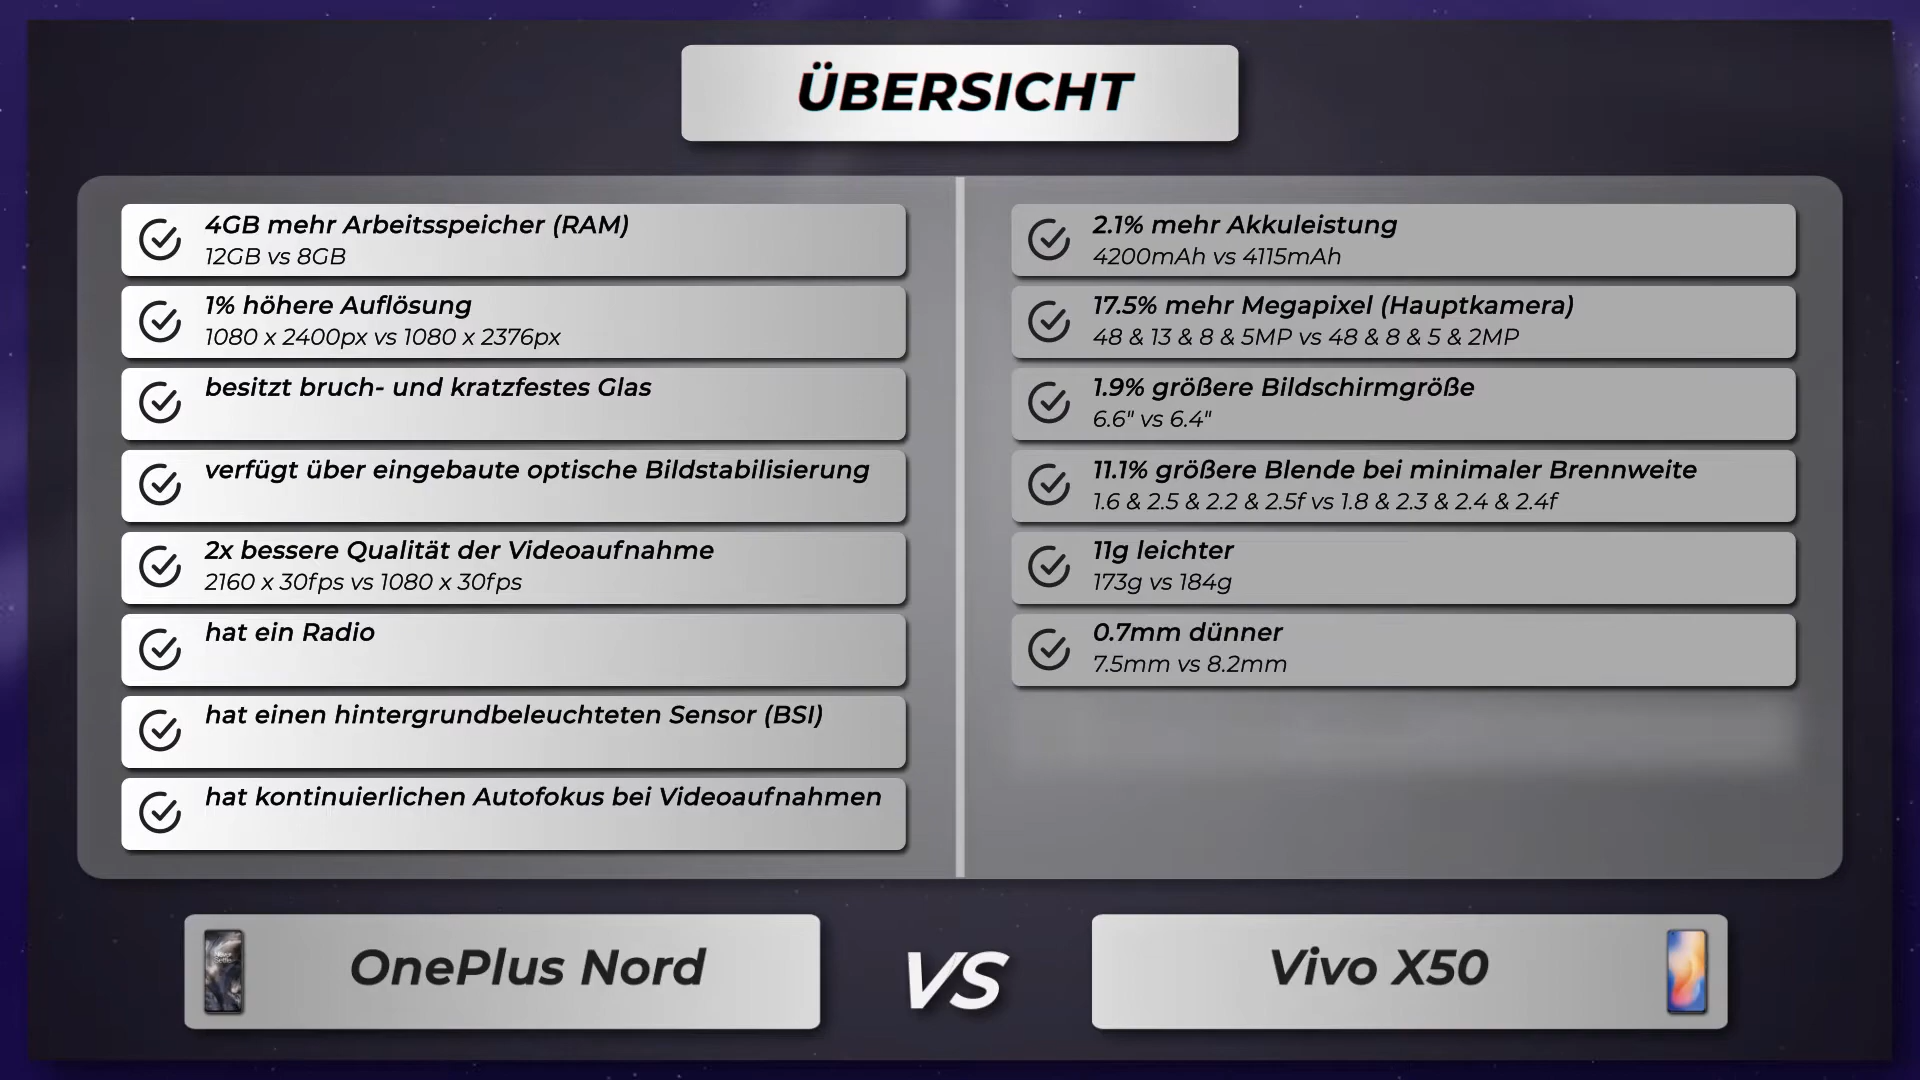 ÜBERSICHT
4GB mehr Arbeitsspeicher (RAM)
12GB vs 8GB
1% höhere Auflösung
1080 x 2400px vs 1080 x 2376px
besitzt bruch- und kratzfestes Glas
verfügt über eingebaute optische Bildstabilisierung
2x bessere Qualität der Videoaufnahme
2160 x 30fps vs 1080 x 30fps
hat ein Radio
hat einen hintergrundbeleuchteten Sensor (BSI)
hat kontinuierlichen Autofokus bei Videoaufnahmen
2.1% mehr Akkuleistung
4200mAh vs 4115mAh
17.5% mehr Megapixel (Hauptkamera)
48 & 13 & 8 & 5MP vs 48 & 8 & 5 & 2MP
1.9% größere Bildschirmgröße
6.6" vs 6.4"
11.1% größere Blende bei minimaler Brennweite
1.6 & 2.5 & 2.2 & 2.5f vs 1.8 & 2.3 & 2.4 & 2.4f
11g leichter
173g vs 184g
0.7mm dünner
7.5mm vs 8.2mm
OnePlus Nord
VS
Vivo X50